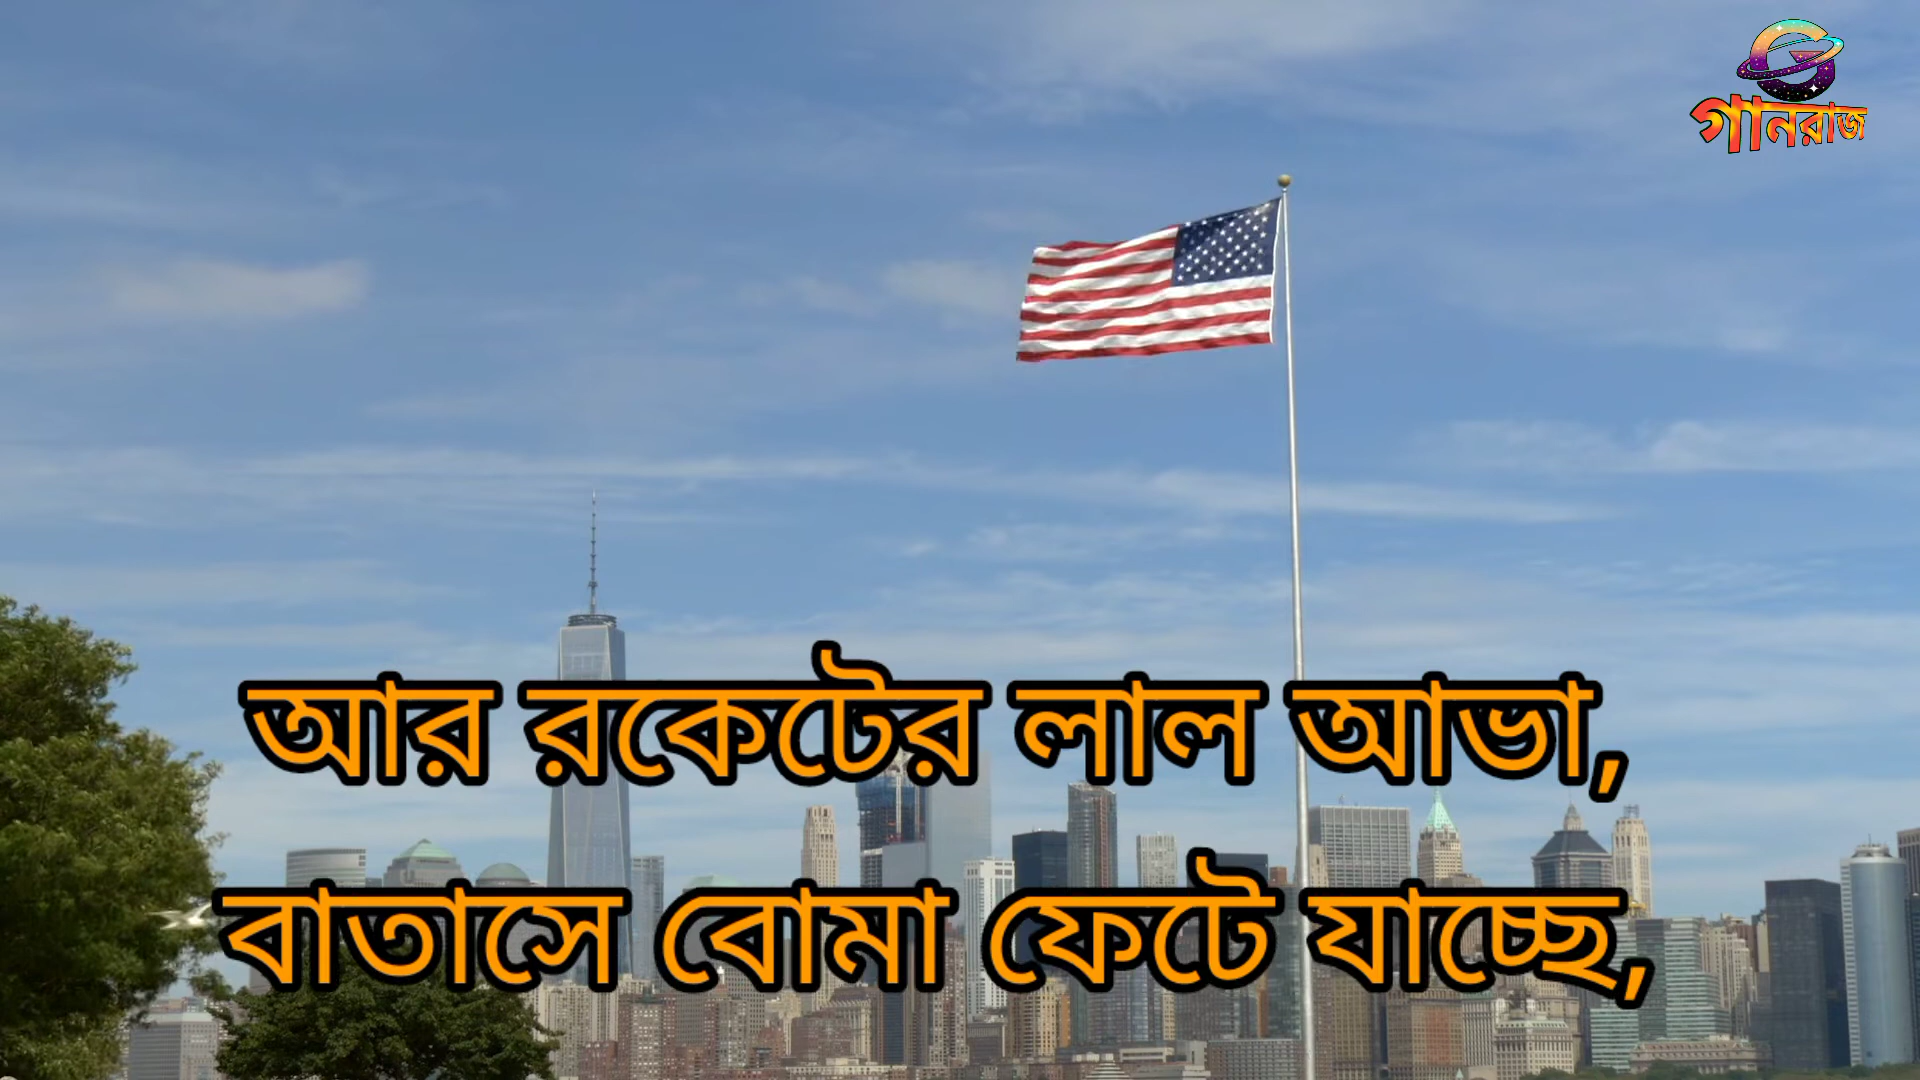 গানরাজ
আর রকেটের লাল আভা,
বাতাসে বোমা ফেটে যাচ্ছে,